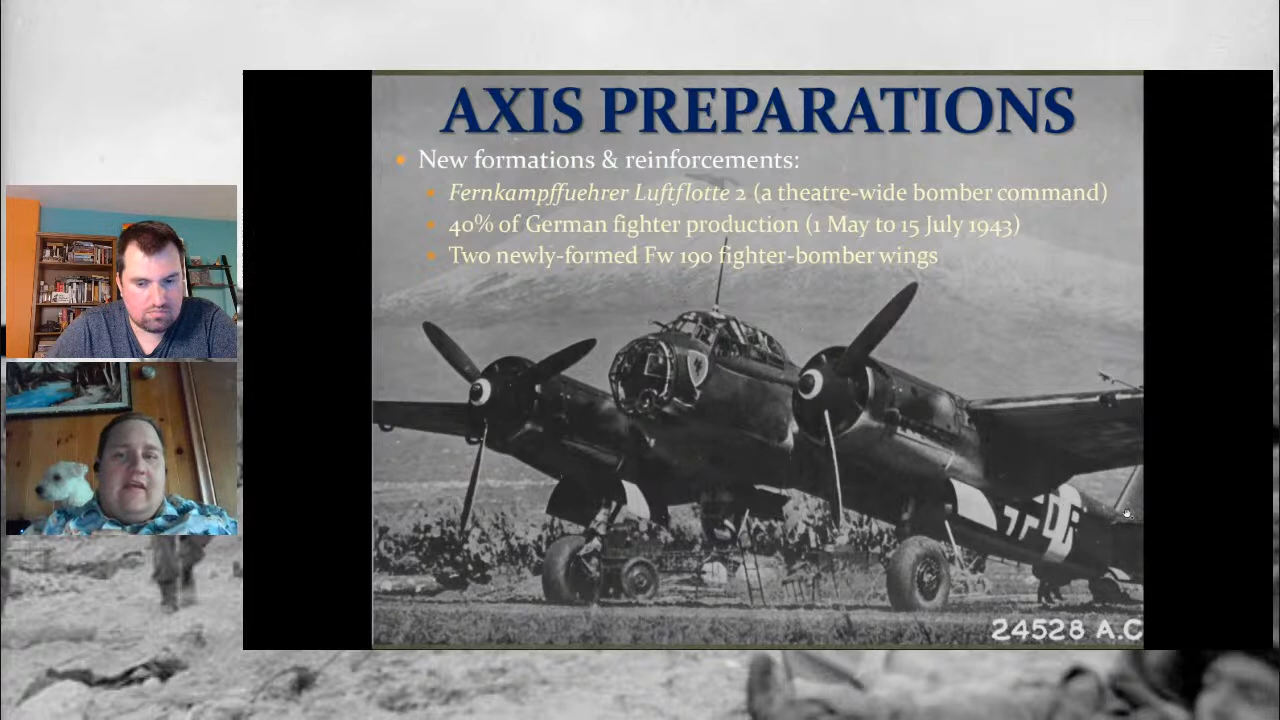 AXIS PREPARATIONS
New formations & reinforcements:
Fernkampffuehrer Luftflotte 2 (a theatre-wide bomber command)
40% of German fighter production (1 May to 15 July 1943)
Two newly-formed Fw 190 fighter-bomber wings
24528 A.C